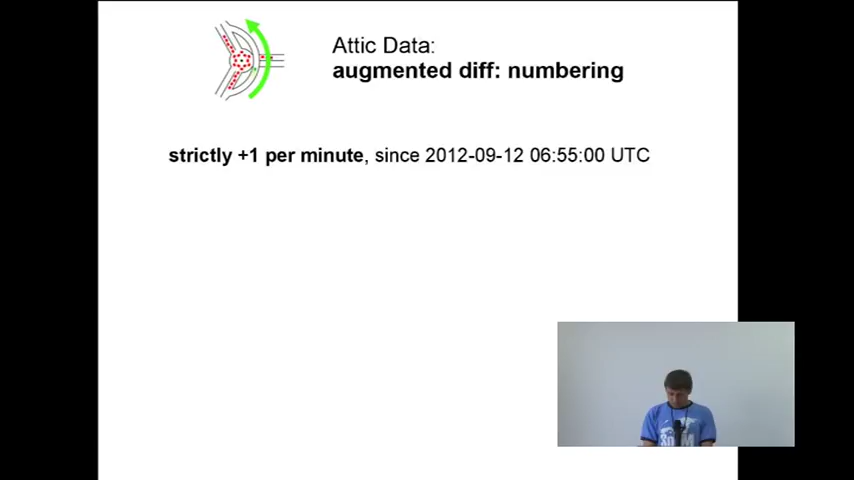 Attic Data:
augmented diff: numbering
strictly +1 per minute, since 2012-09-12 06:55:00 UTC